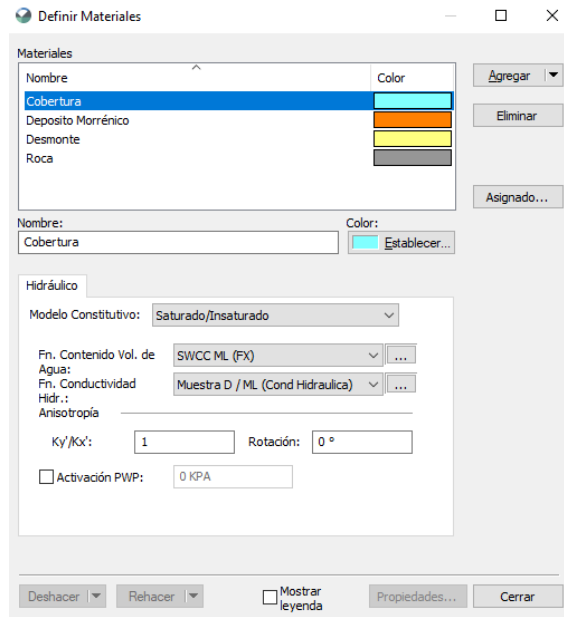 Definir Materiales
Materiales
Nombre Color
Cobertura
Deposito Morrénico
Desmonte
Roca
Agregar
Eliminar
Asignado...
Nombre: Color:
Cobertura Establecer...
Hidráulico
Modelo Constitutivo: Saturado/Insaturado
Fn. Contenido Vol. de Agua: SWCC ML (FX) ...
Fn. Conductividad Hidr.: Muestra D / ML (Cond Hidraulica) ...
Anisotropía
Ky'/Kx': 1 Rotación: 0 °
Activación PWP: 0 KPA
Deshacer Rehacer Mostrar leyenda Propiedades... Cerrar